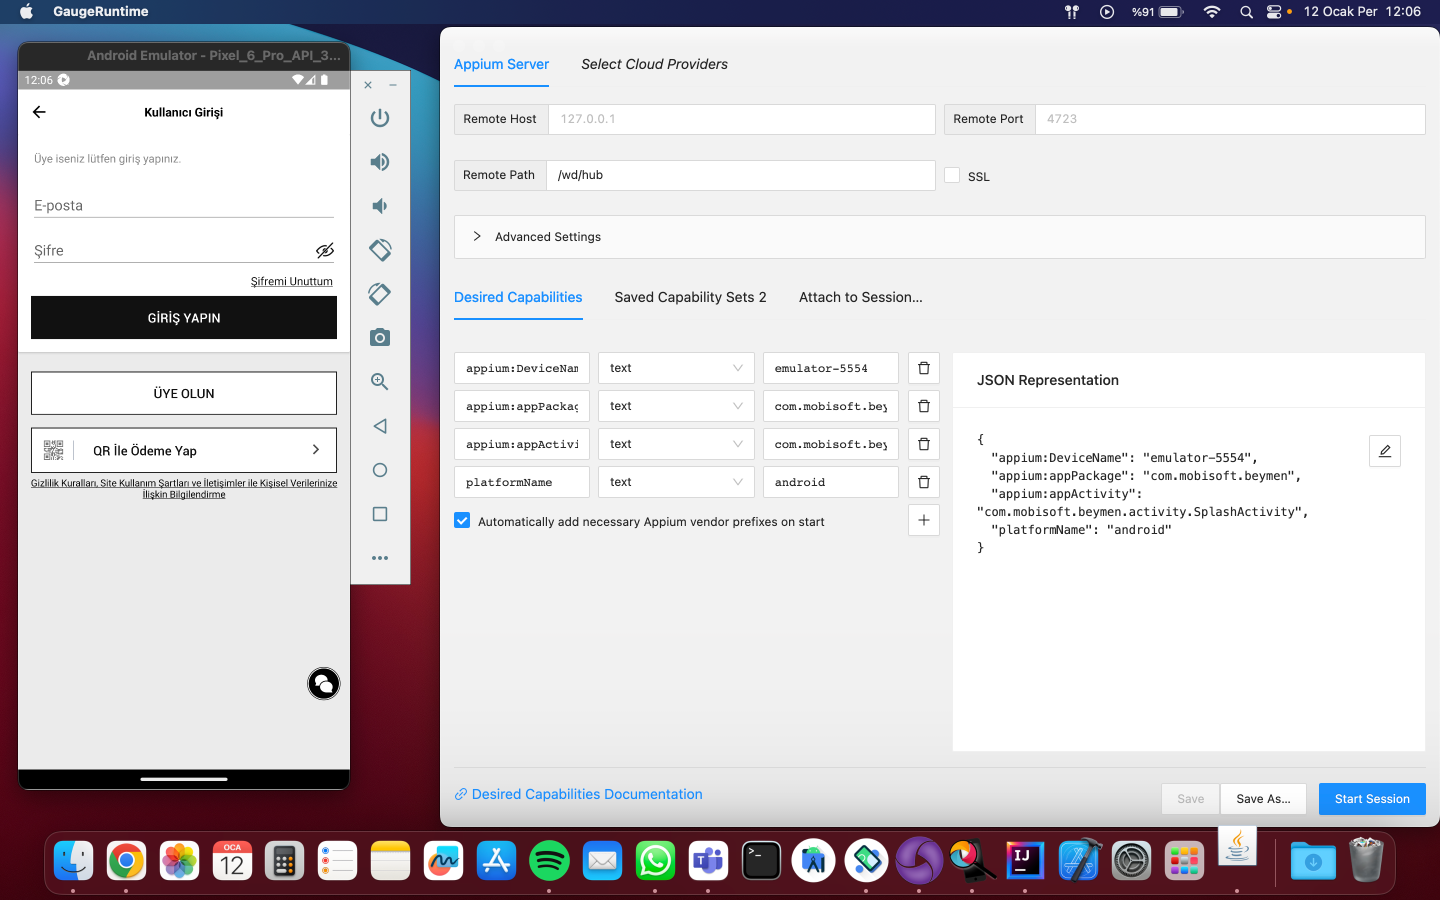 GaugeRuntime
%91
12 Ocak Per 12:06
Android Emulator - Pixel_6_Pro_API_3...
12:06
Kullanıcı Girişi
Üye iseniz lütfen giriş yapınız.
E-posta
Şifre
Şifremi Unuttum
GİRİŞ YAPIN
ÜYE OLUN
QR İle Ödeme Yap
Gizlilik Kuralları, Site Kullanım Şartları ve İletişimler ile Kişisel Verilerinize
İlişkin Bilgilendirme
Appium Server
Select Cloud Providers
Remote Host
127.0.0.1
Remote Port
4723
Remote Path
/wd/hub
SSL
Advanced Settings
Desired Capabilities
Saved Capability Sets 2
Attach to Session...
appium:DeviceNam
text
emulator-5554
appium:appPackag
text
com.mobisoft.bey
appium:appActivi
text
com.mobisoft.bey
platformName
text
android
Automatically add necessary Appium vendor prefixes on start
JSON Representation
{
"appium:DeviceName": "emulator-5554",
"appium:appPackage": "com.mobisoft.beymen",
"appium:appActivity":
"com.mobisoft.beymen.activity.SplashActivity",
"platformName": "android"
}
Desired Capabilities Documentation
Save
Save As...
Start Session
OCA
12
IJ